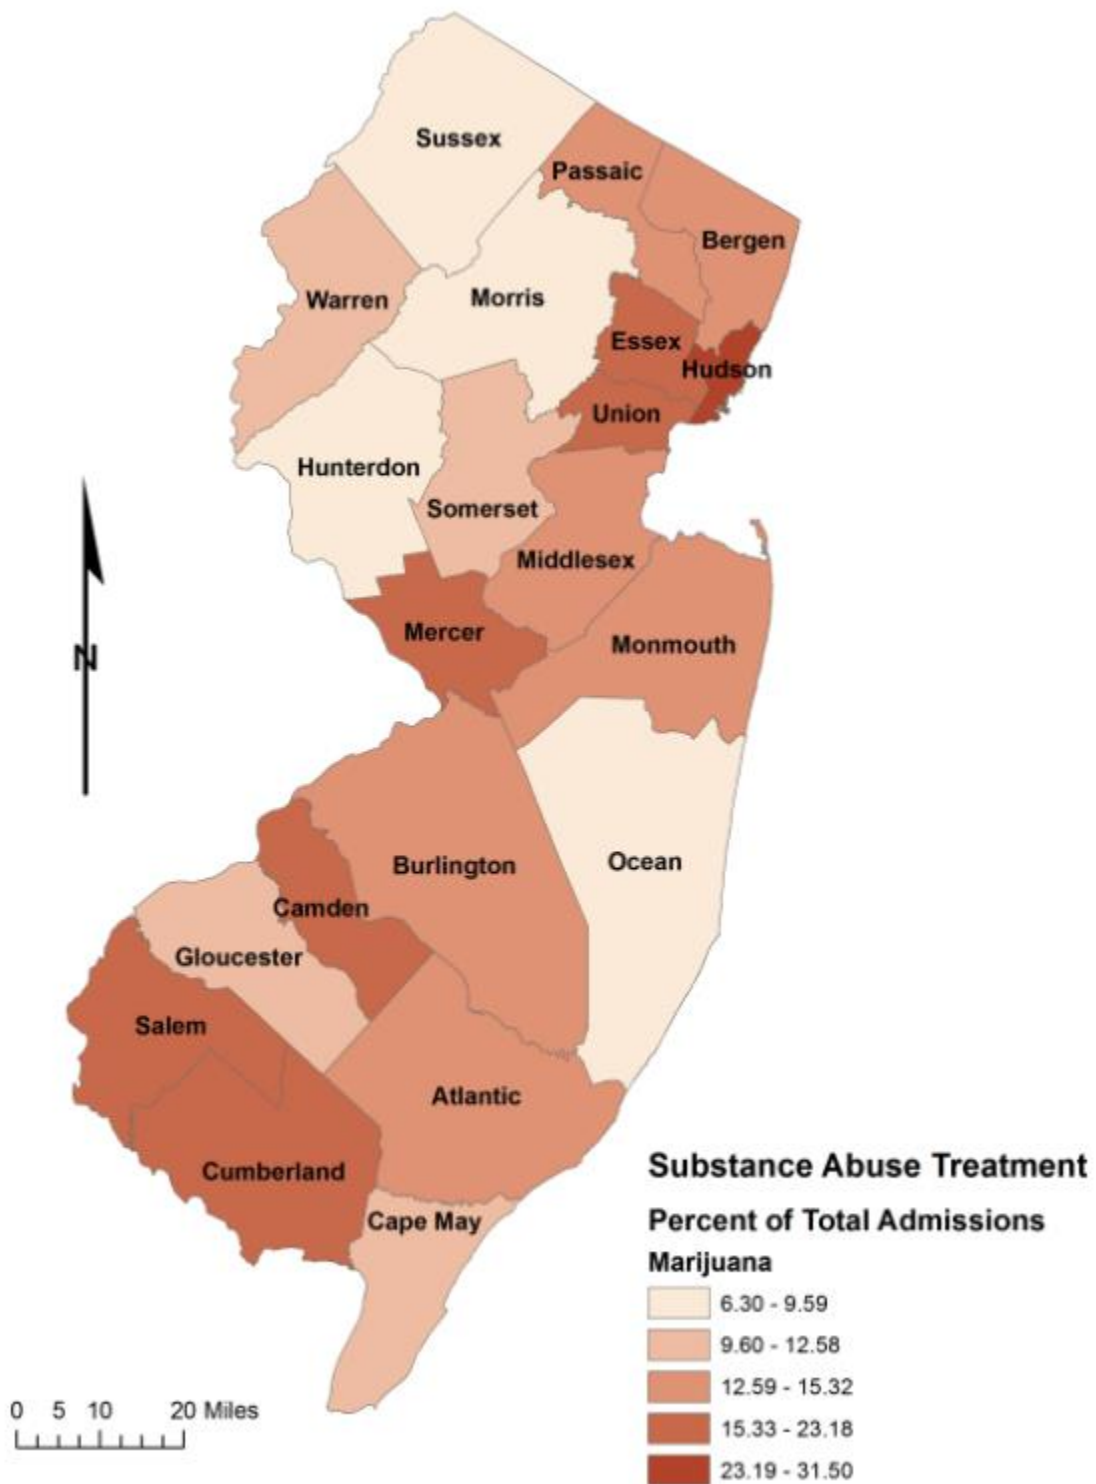 Sussex
Passaic
Bergen
Warren
Morris
Essex
Hudson
Union
Hunterdon
Somerset
Middlesex
N
Mercer
Monmouth
Burlington
Ocean
Camden
Gloucester
Salem
Atlantic
Cumberland
Cape May
Substance Abuse Treatment
Percent of Total Admissions
Marijuana
6.30 - 9.59
9.60 - 12.58
12.59 - 15.32
15.33 - 23.18
23.19 - 31.50
0 5 10 20 Miles